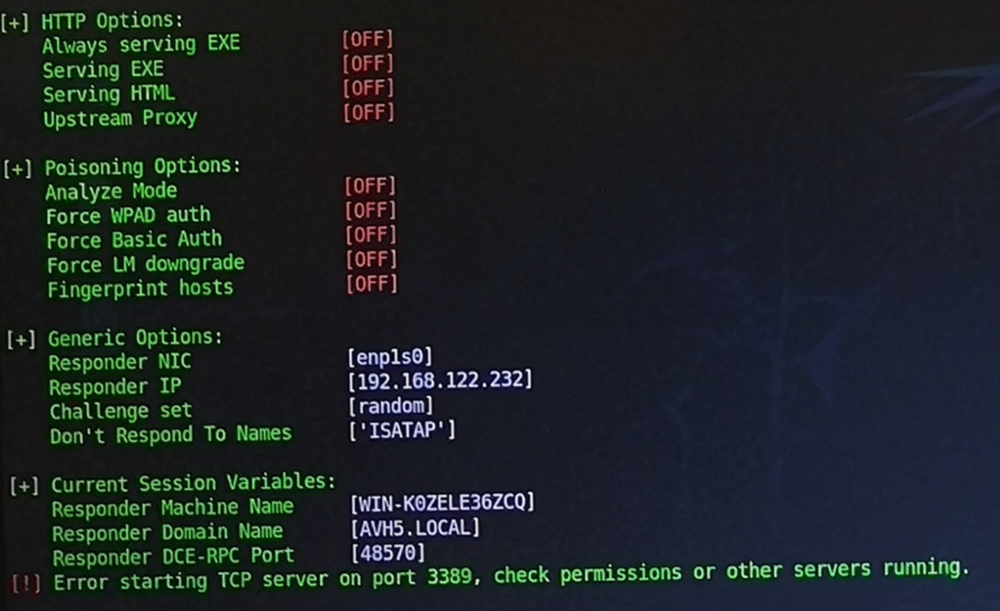 [+] HTTP Options:
Always serving EXE [OFF]
Serving EXE [OFF]
Serving HTML [OFF]
Upstream Proxy [OFF]
[+] Poisoning Options:
Analyze Mode [OFF]
Force WPAD auth [OFF]
Force Basic Auth [OFF]
Force LM downgrade [OFF]
Fingerprint hosts [OFF]
[+] Generic Options:
Responder NIC [enp1s0]
Responder IP [192.168.122.232]
Challenge set [random]
Don't Respond To Names ['ISATAP']
[+] Current Session Variables:
Responder Machine Name [WIN-K0ZELE36ZCQ]
Responder Domain Name [AVH5.LOCAL]
Responder DCE-RPC Port [48570]
[!] Error starting TCP server on port 3389, check permissions or other servers running.